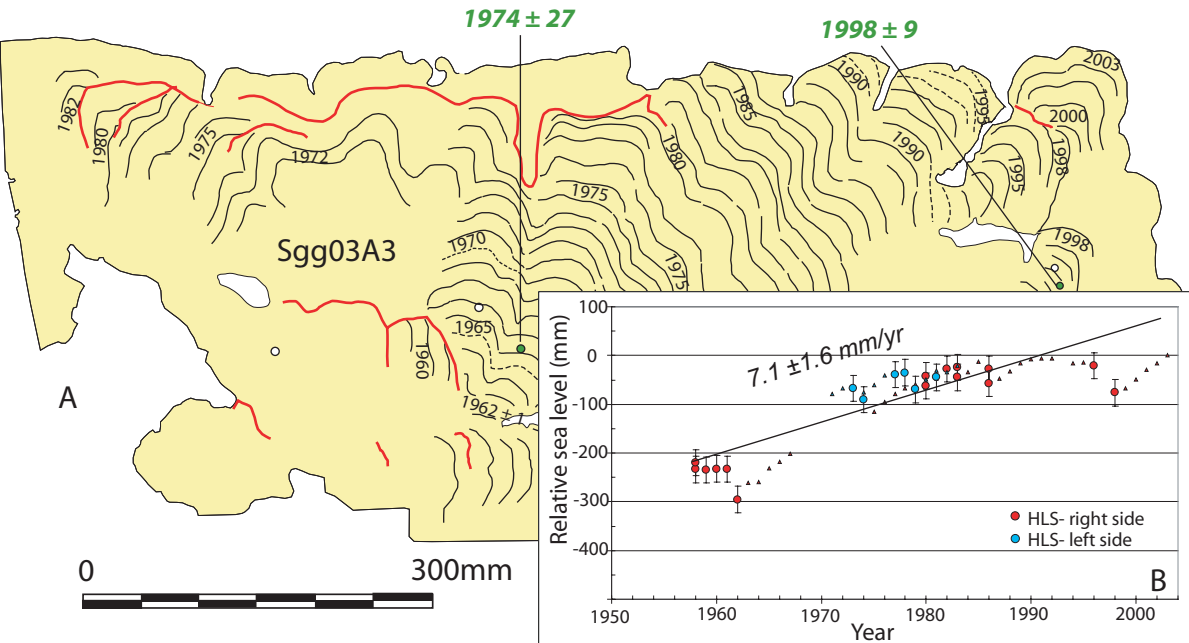 1974 ± 27
1998 ± 9
2003
1990
1982
1985
1995
2000
1980
1975
1972
1980
1990
1998
1995
1975
Sgg03A3
1970
1975
1998
1965
1960
A
1962 ± 1
0
300mm
100
0
-100
-200
-300
-400
Relative sea level (mm)
7.1 ±1.6 mm/yr
HLS- right side
HLS- left side
B
1950
1960
1970
1980
1990
2000
Year